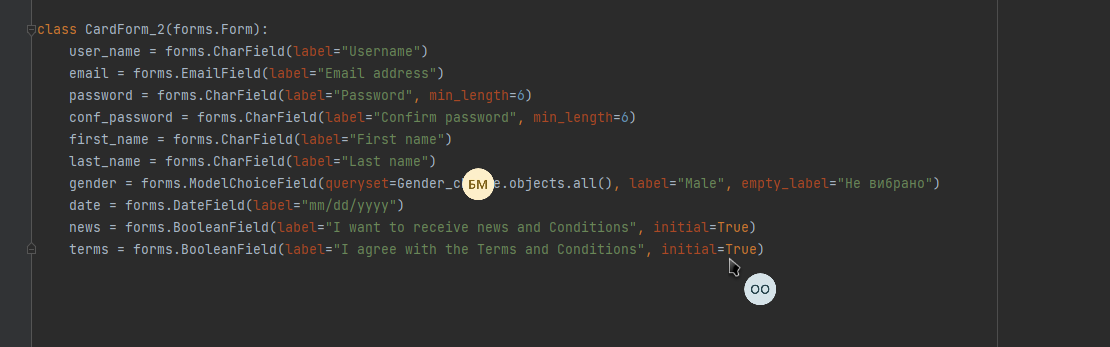 class CardForm_2(forms.Form):
    user_name = forms.CharField(label="Username")
    email = forms.EmailField(label="Email address")
    password = forms.CharField(label="Password", min_length=6)
    conf_password = forms.CharField(label="Confirm password", min_length=6)
    first_name = forms.CharField(label="First name")
    last_name = forms.CharField(label="Last name")
    gender = forms.ModelChoiceField(queryset= .objects.all(), label="Male", empty_label="Не вибрано")
БМ
    date = forms.DateField(label="mm/dd/yyyy")
    news = forms.BooleanField(label="I want to receive news and Conditions", initial=True)
    terms = forms.BooleanField(label="I agree with the Terms and Conditions", initial=True)
OO